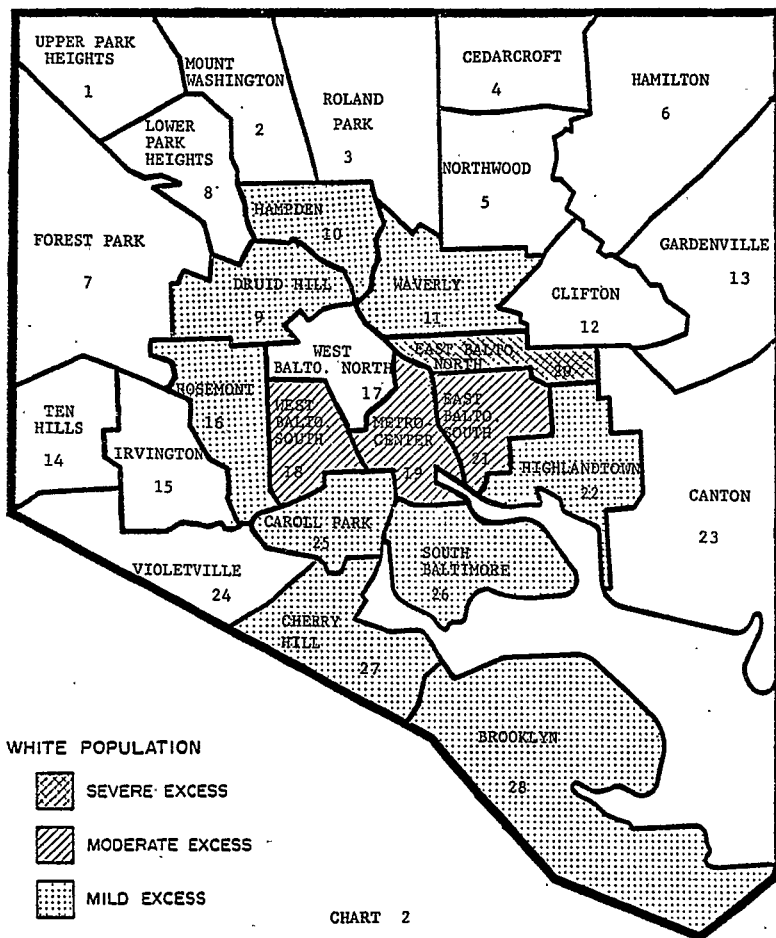 UPPER PARK
HEIGHTS
1
MOUNT
WASHINGTON
2
ROLAND
PARK
3
CEDARCROFT
4
HAMILTON
6
LOWER
PARK
HEIGHTS
8
NORTHWOOD
5
HAMPDEN
10
FOREST PARK
7
GARDENVILLE
13
DRUID HILL
9
WAVERLY
11
CLIFTON
12
WEST
BALTO. NORTH
17
EAST BALTO.
NORTH
20
ROSEMONT
16
TEN
HILLS
14
IRVINGTON
15
WEST
BALTO.
SOUTH
18
METRO-
CENTER
19
EAST
BALTO.
SOUTH
21
HIGHLANDTOWN
22
CANTON
23
CAROLL PARK
25
SOUTH
BALTIMORE
26
VIOLETVILLE
24
CHERRY
HILL
27
BROOKLYN
28
WHITE POPULATION
SEVERE EXCESS
MODERATE EXCESS
MILD EXCESS
CHART 2